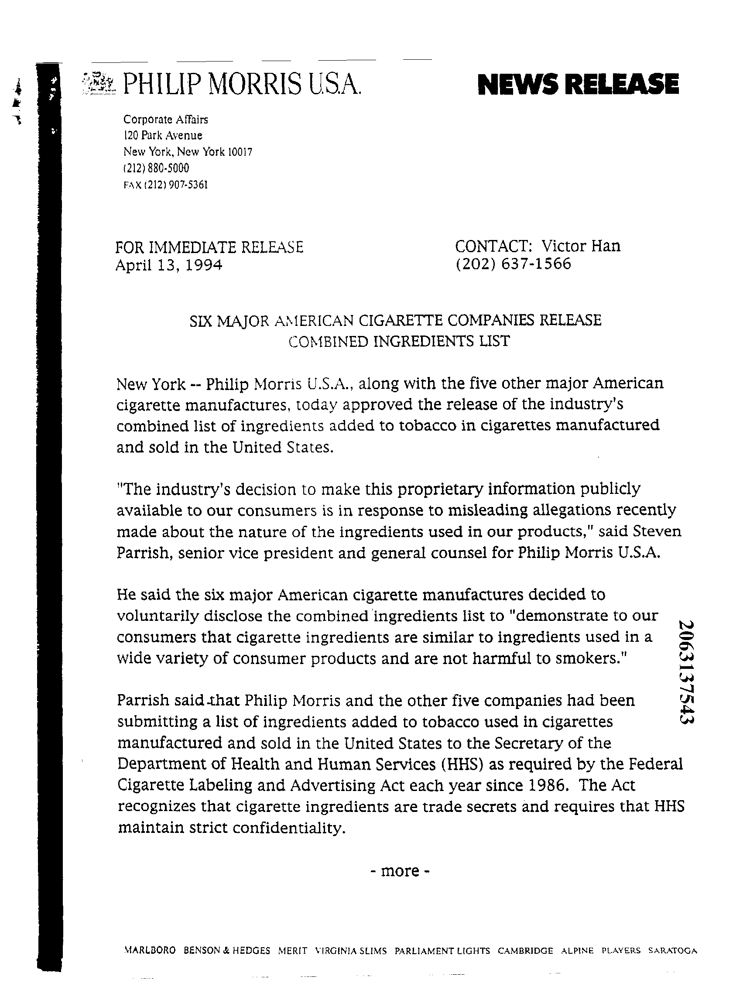 PHILIP MORRIS U.S.A.
NEWS RELEASE
Corporate Affairs
120 Park Avenue
New York, New York 10017
(212) 880-5000
FAX (212) 907-5361
FOR IMMEDIATE RELEASE
April 13, 1994
CONTACT: Victor Han
(202) 637-1566
SIX MAJOR AMERICAN CIGARETTE COMPANIES RELEASE
COMBINED INGREDIENTS LIST
New York -- Philip Morris U.S.A., along with the five other major American
cigarette manufactures, today approved the release of the industry's
combined list of ingredients added to tobacco in cigarettes manufactured
and sold in the United States.
"The industry's decision to make this proprietary information publicly
available to our consumers is in response to misleading allegations recently
made about the nature of the ingredients used in our products," said Steven
Parrish, senior vice president and general counsel for Philip Morris U.S.A.
He said the six major American cigarette manufactures decided to
voluntarily disclose the combined ingredients list to "demonstrate to our
consumers that cigarette ingredients are similar to ingredients used in a
wide variety of consumer products and are not harmful to smokers."
Parrish said that Philip Morris and the other five companies had been
submitting a list of ingredients added to tobacco used in cigarettes
manufactured and sold in the United States to the Secretary of the
Department of Health and Human Services (HHS) as required by the Federal
Cigarette Labeling and Advertising Act each year since 1986. The Act
recognizes that cigarette ingredients are trade secrets and requires that HHS
maintain strict confidentiality.
- more -
2063137543
MARLBORO BENSON & HEDGES MERIT VIRGINIA SLIMS PARLIAMENT LIGHTS CAMBRIDGE ALPINE PLAYERS SARATOGA